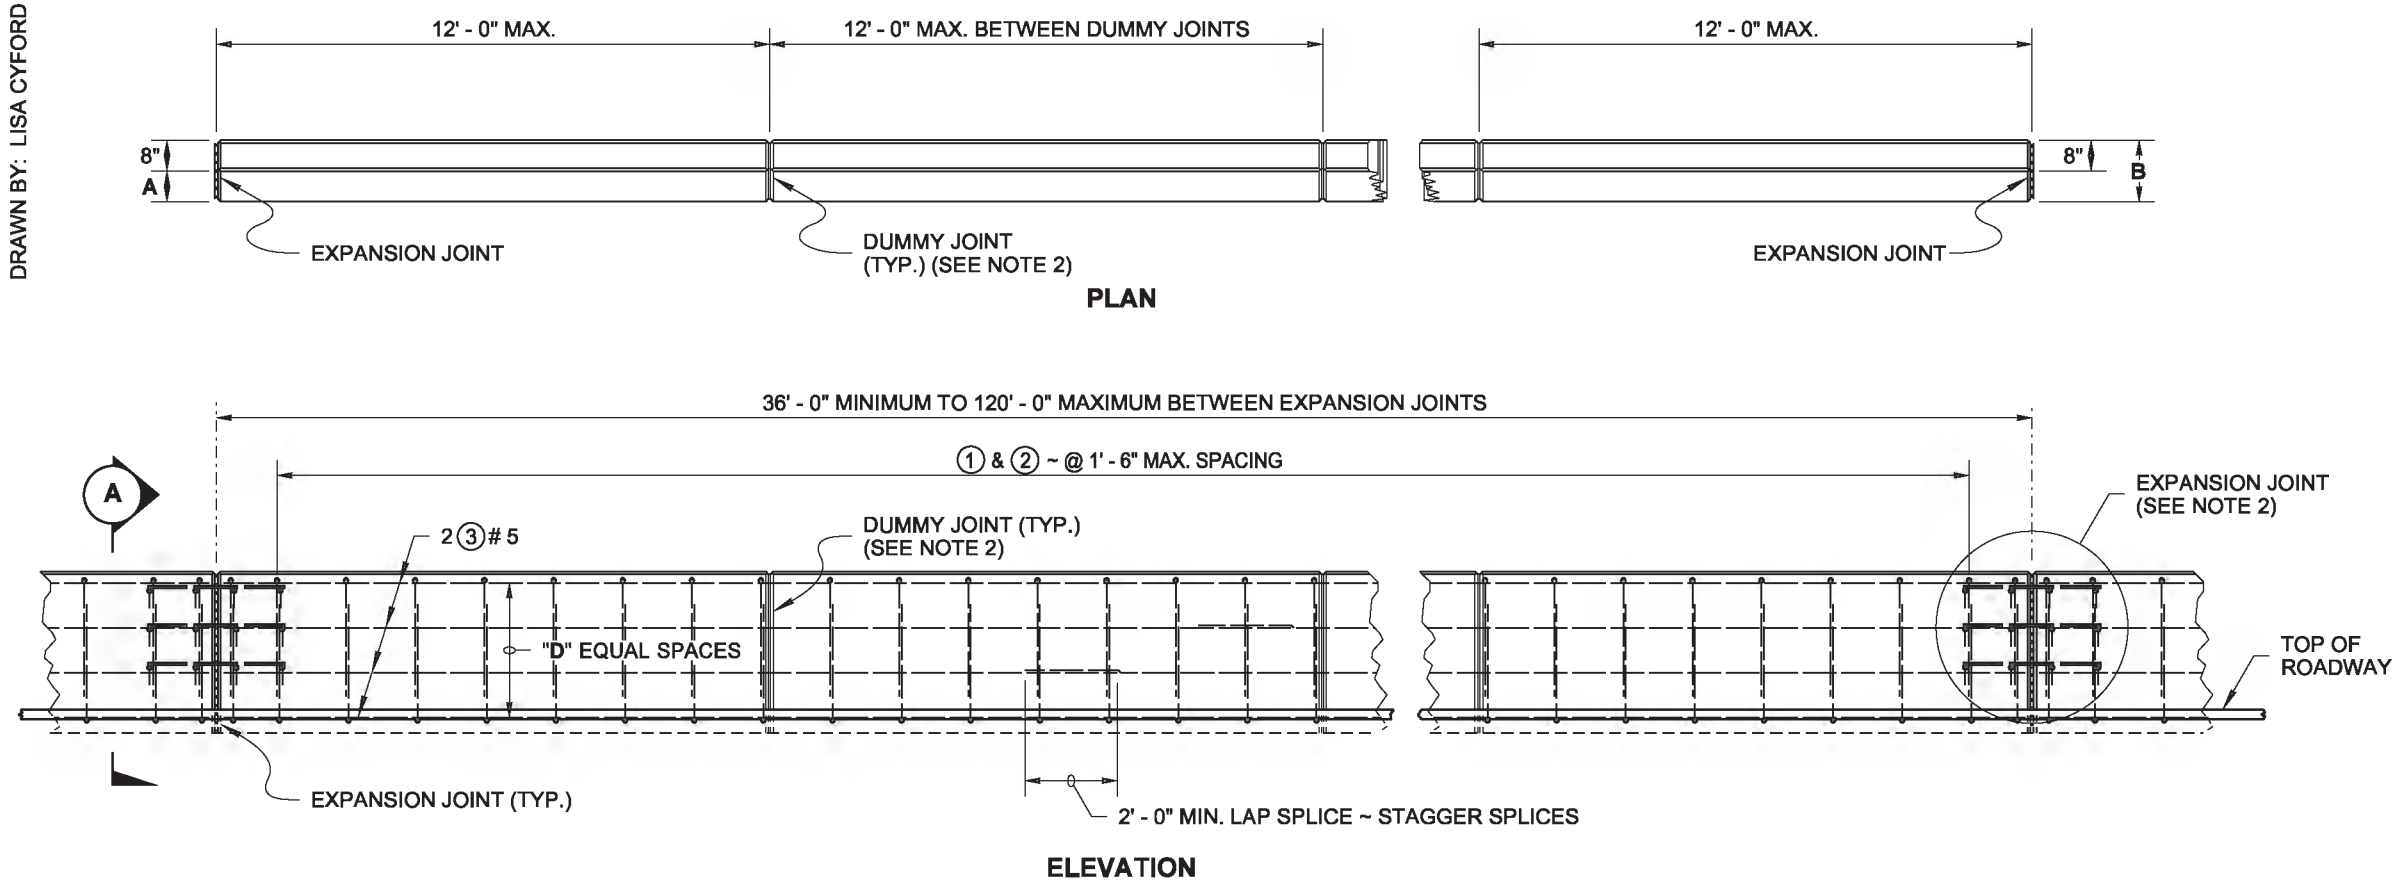 DRAWN BY: LISA CYFORD
12' - 0" MAX.
12' - 0" MAX. BETWEEN DUMMY JOINTS
12' - 0" MAX.
8"
A
8"
B
EXPANSION JOINT
DUMMY JOINT
(TYP.) (SEE NOTE 2)
EXPANSION JOINT
PLAN
36' - 0" MINIMUM TO 120' - 0" MAXIMUM BETWEEN EXPANSION JOINTS
① & ② ~ @ 1' - 6" MAX. SPACING
A
2 ③ # 5
DUMMY JOINT (TYP.)
(SEE NOTE 2)
EXPANSION JOINT
(SEE NOTE 2)
"D" EQUAL SPACES
TOP OF
ROADWAY
EXPANSION JOINT (TYP.)
2' - 0" MIN. LAP SPLICE ~ STAGGER SPLICES
ELEVATION